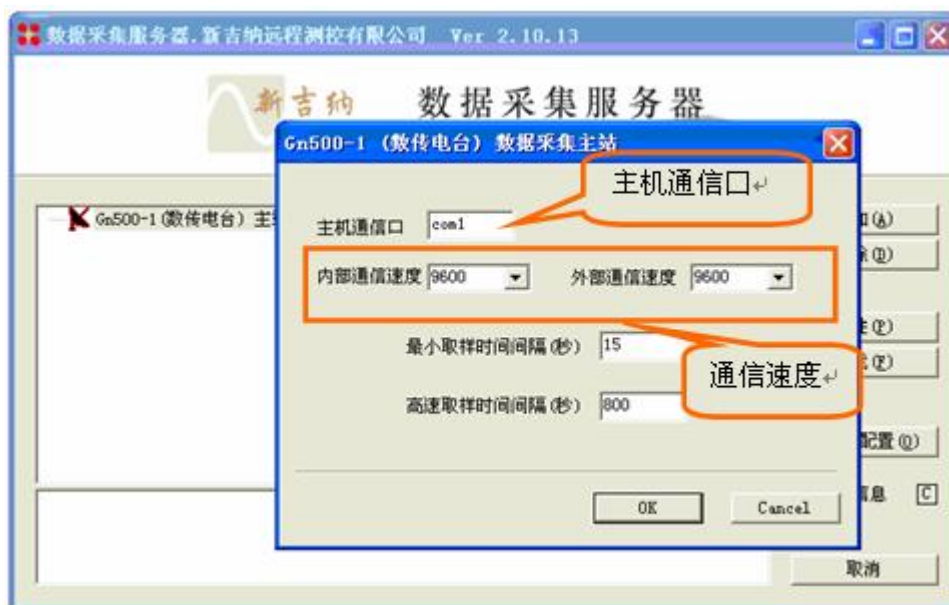 数据采集服务器.新吉纳远程测控有限公司 Ver 2.10.13
新吉纳 数据采集服务器
Gn500-1 (数传电台) 数据采集主站
主机通信口
Gn500-1(数传电台) 主
(A)
主机通信口 com1
(D)
内部通信速度 9600 外部通信速度 9600
(P)
最小取样时间间隔(秒) 15
通信速度
(F)
高速取样时间间隔(秒) 800
配置(O)
息 C
OK Cancel
取消